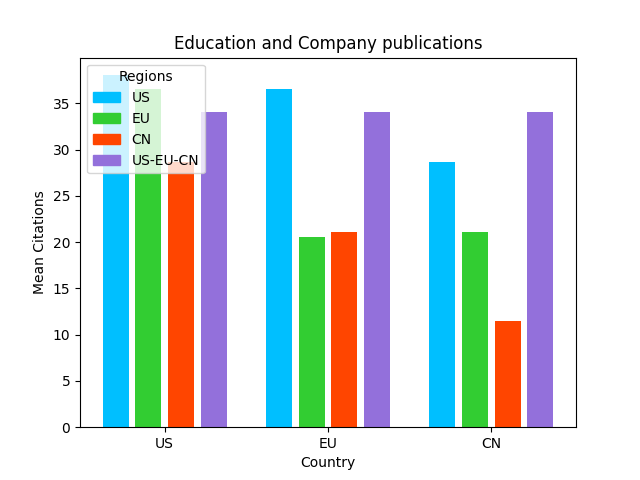 Education and Company publications
Regions
US
EU
CN
US-EU-CN
Mean Citations
35
30
25
20
15
10
5
0
US
EU
CN
Country